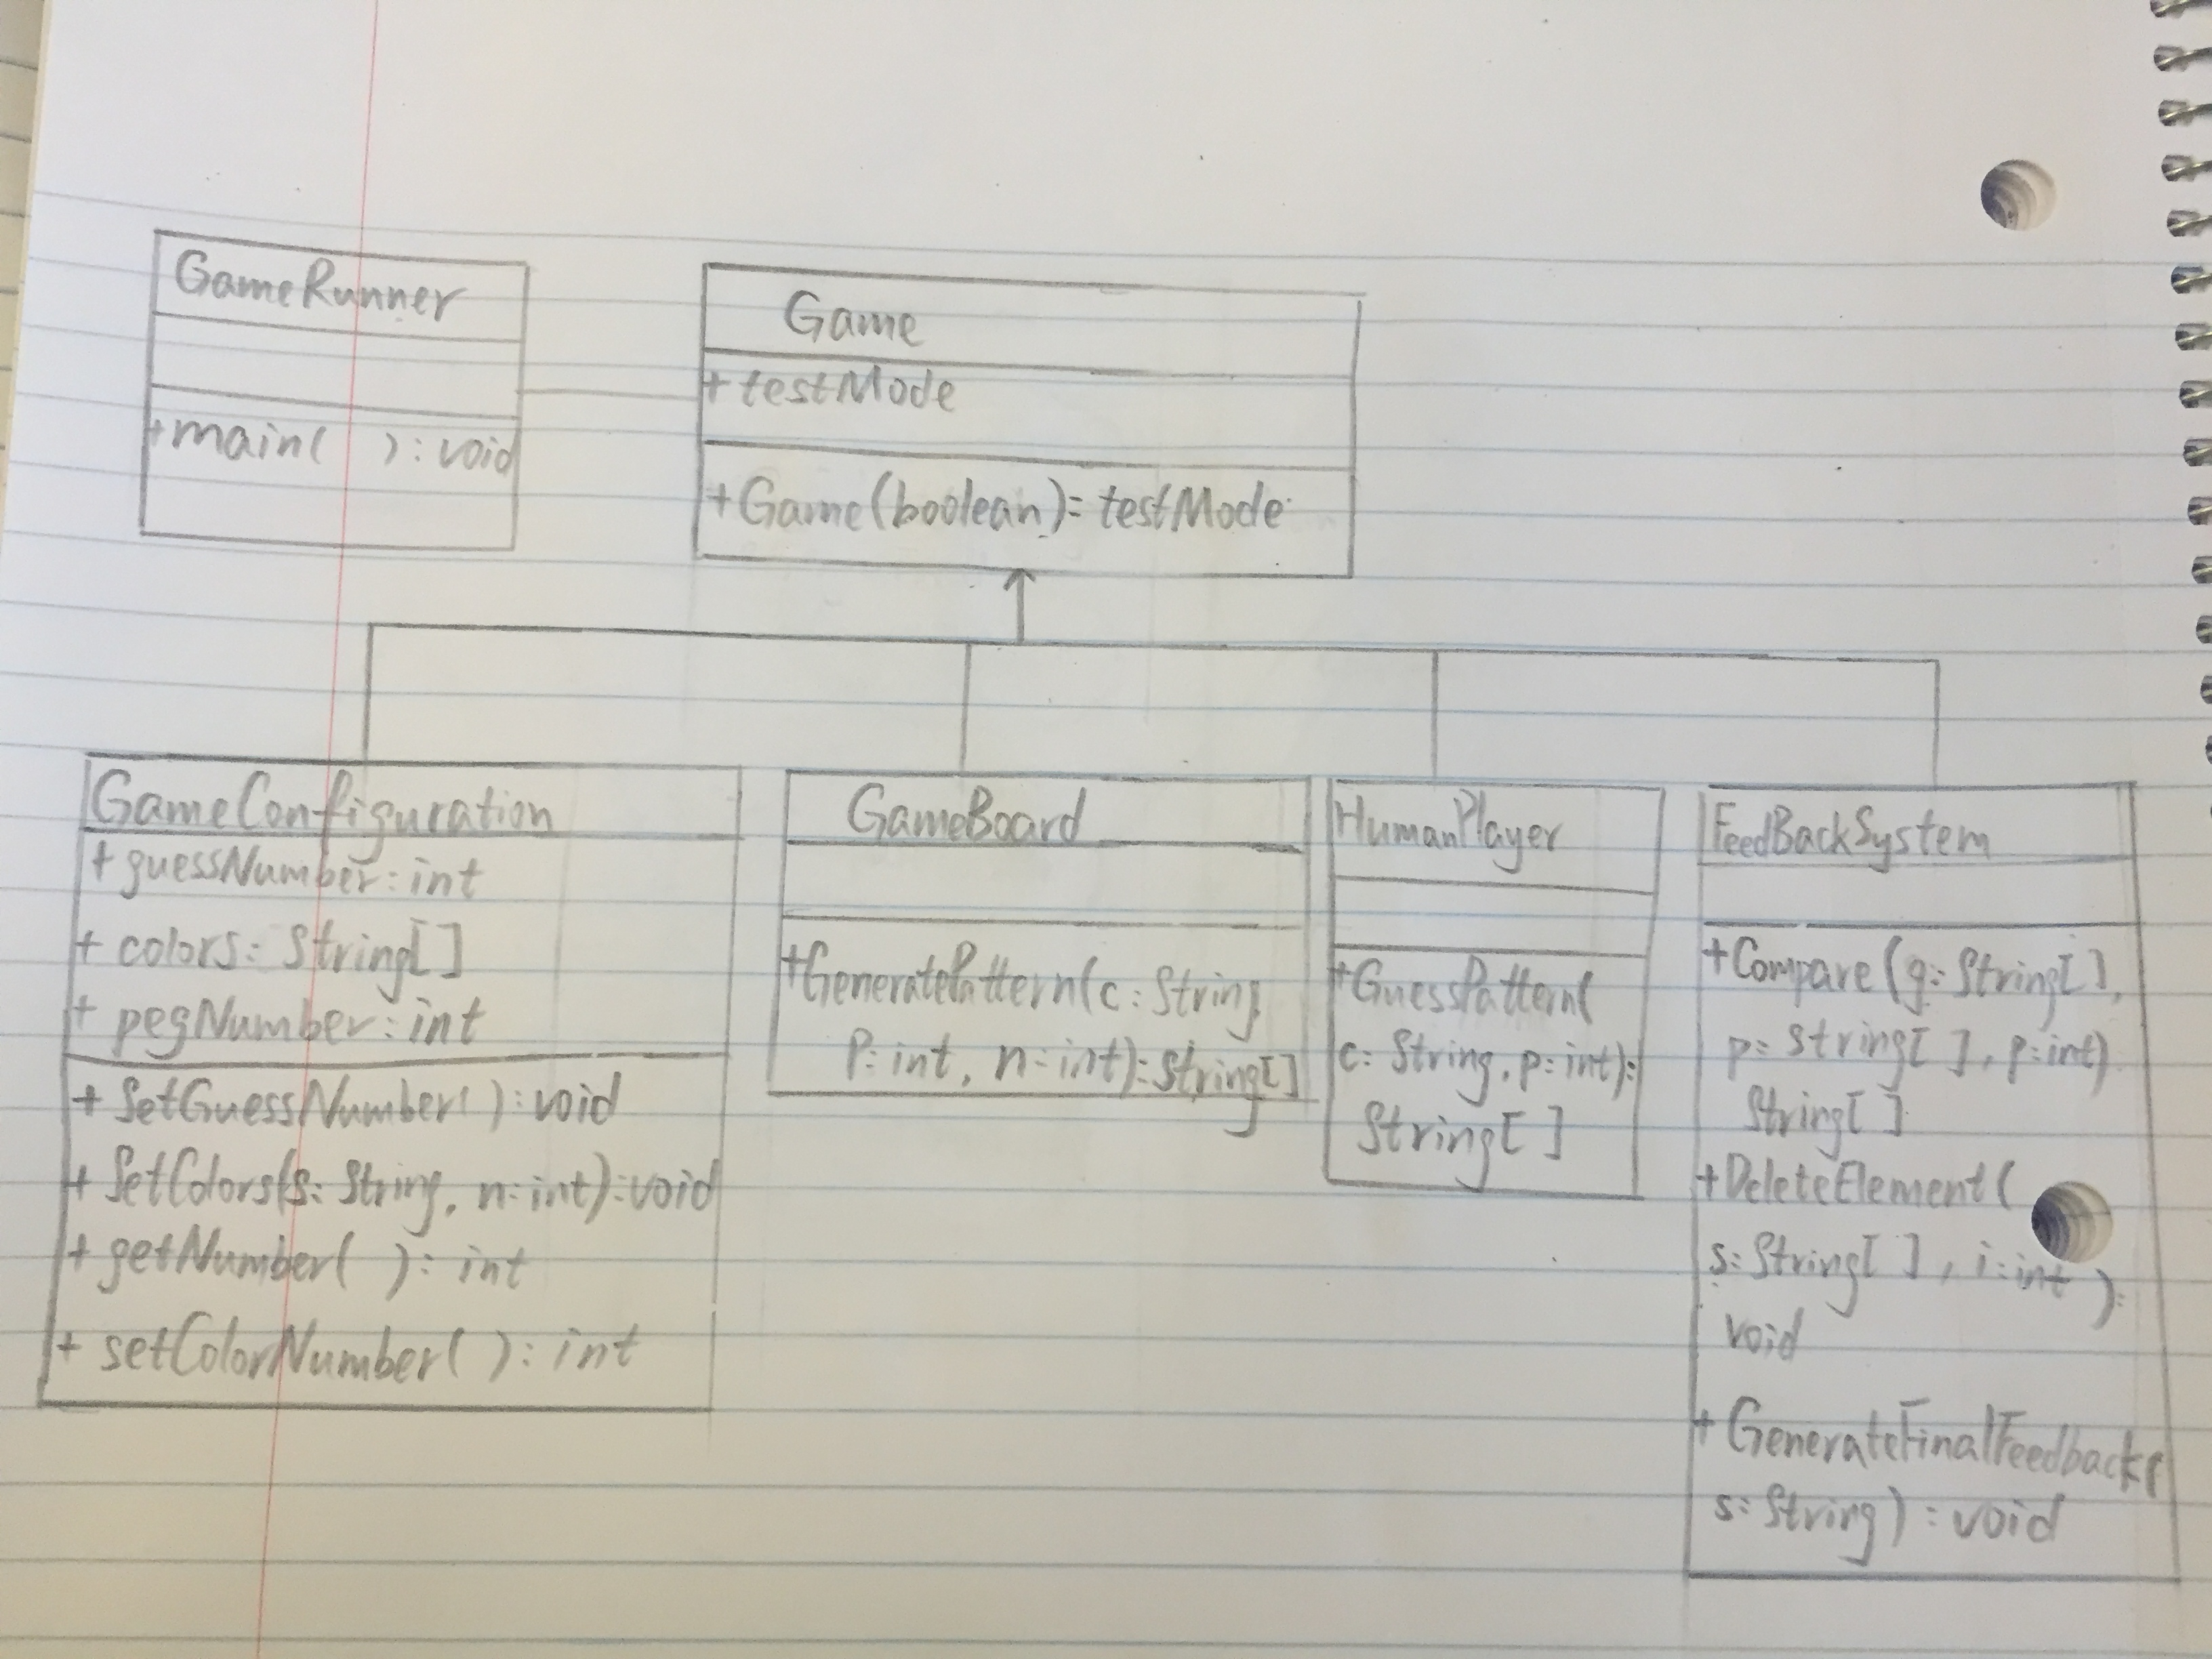 GameRunner
+main( ):void
Game
+testMode
+Game(boolean):testMode
GameConfiguration
+guessNumber:int
+colors:String[]
+pegNumber:int
+SetGuessNumber():void
+SetColors(s:String, n:int):void
+getNumber( ):int
+setColorNumber( ):int
GameBoard
+GeneratePattern(c:String
p:int, n:int):String[]
g
HumanPlayer
+GuessPattern(
c:String, p:int):
String[]
FeedBackSystem
+Compare(g:String[],
p:String[], p:int)
String[]
+DeleteElement(
s:String[], i:int):
void
+GenerateFinalFeedback(
s:String):void